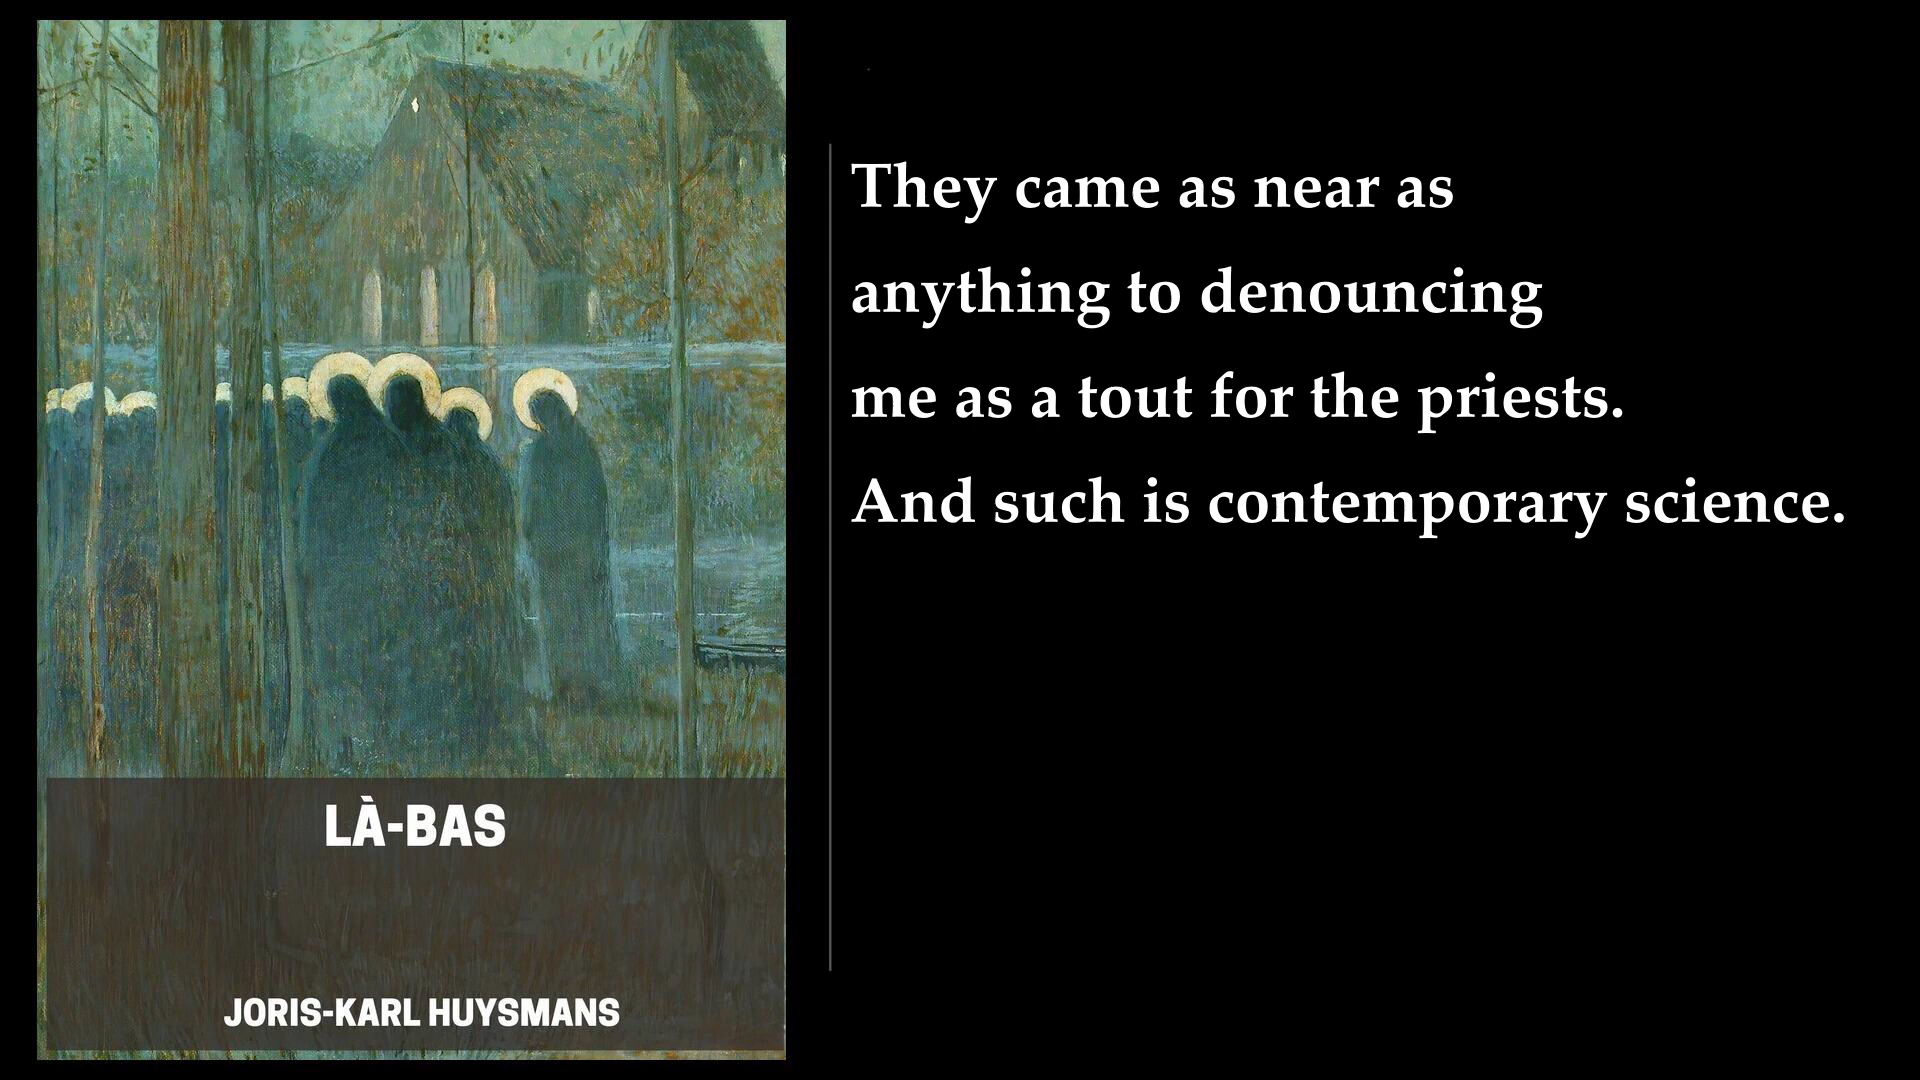 LÀ-BAS
JORIS-KARL HUYSMANS
They came as near as
anything to denouncing
me as a tout for the priests.
And such is contemporary science.